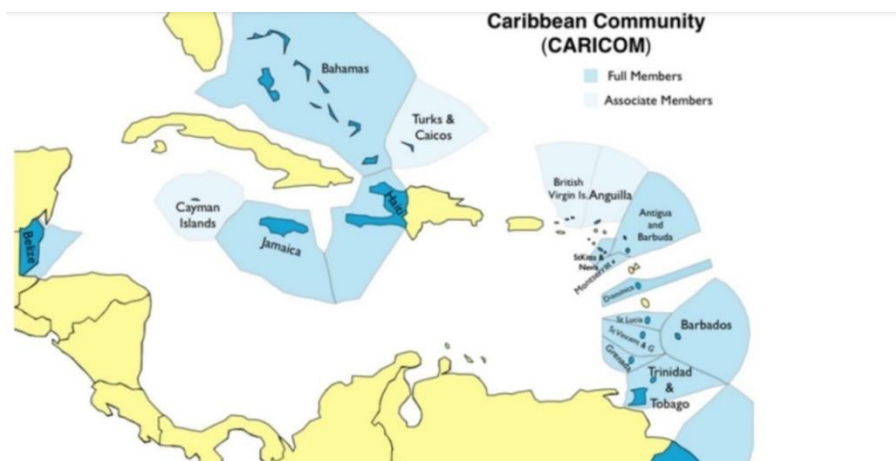 Caribbean Community
(CARICOM)
Full Members
Associate Members
Bahamas
Turks &
Caicos
Cayman
Islands
Jamaica
Haiti
Belize
British
Virgin Is.
Anguilla
Antigua
and
Barbuda
St Kitts &
Nevis
Montserrat
Dominica
St Lucia
St Vincent & G
Grenada
Barbados
Trinidad
&
Tobago